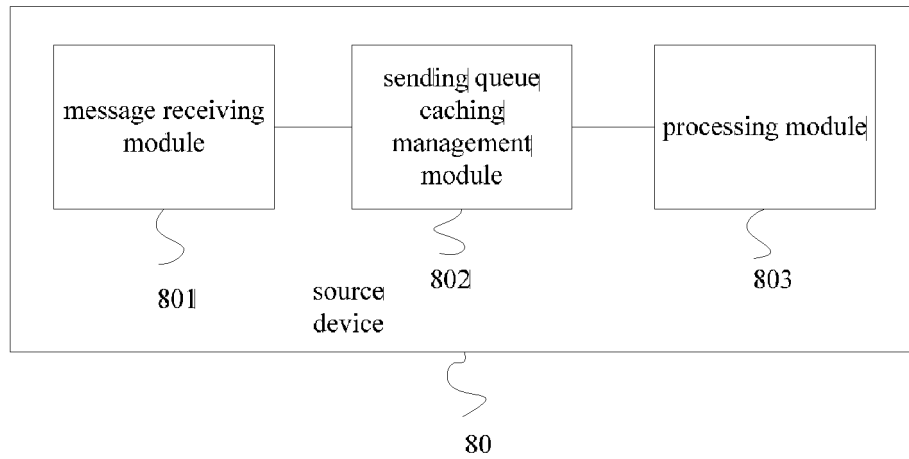 message receiving
module
sending queue
caching
management
module
processing module
801
802
803
source
device
80